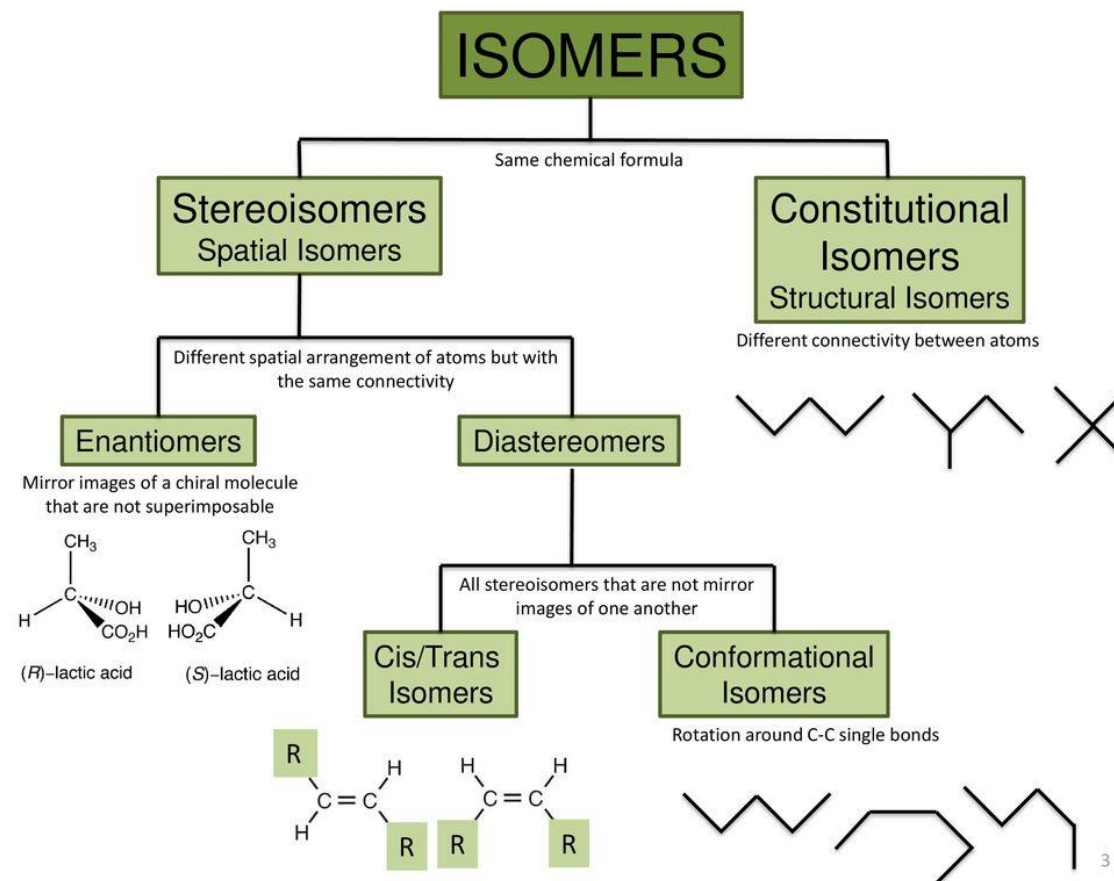 ISOMERS
Same chemical formula
Stereoisomers
Spatial Isomers
Constitutional
Isomers
Structural Isomers
Different connectivity between atoms
Different spatial arrangement of atoms but with
the same connectivity
Enantiomers
Mirror images of a chiral molecule
that are not superimposable
Diastereomers
CH3
CH3
H
C
OH
CO2H
HO
C
H
HO2C
(R)-lactic acid
(S)-lactic acid
All stereoisomers that are not mirror
images of one another
Cis/Trans
Isomers
Conformational
Isomers
Rotation around C-C single bonds
R
H
C=C
H
R
H
H
C=C
R
R
3